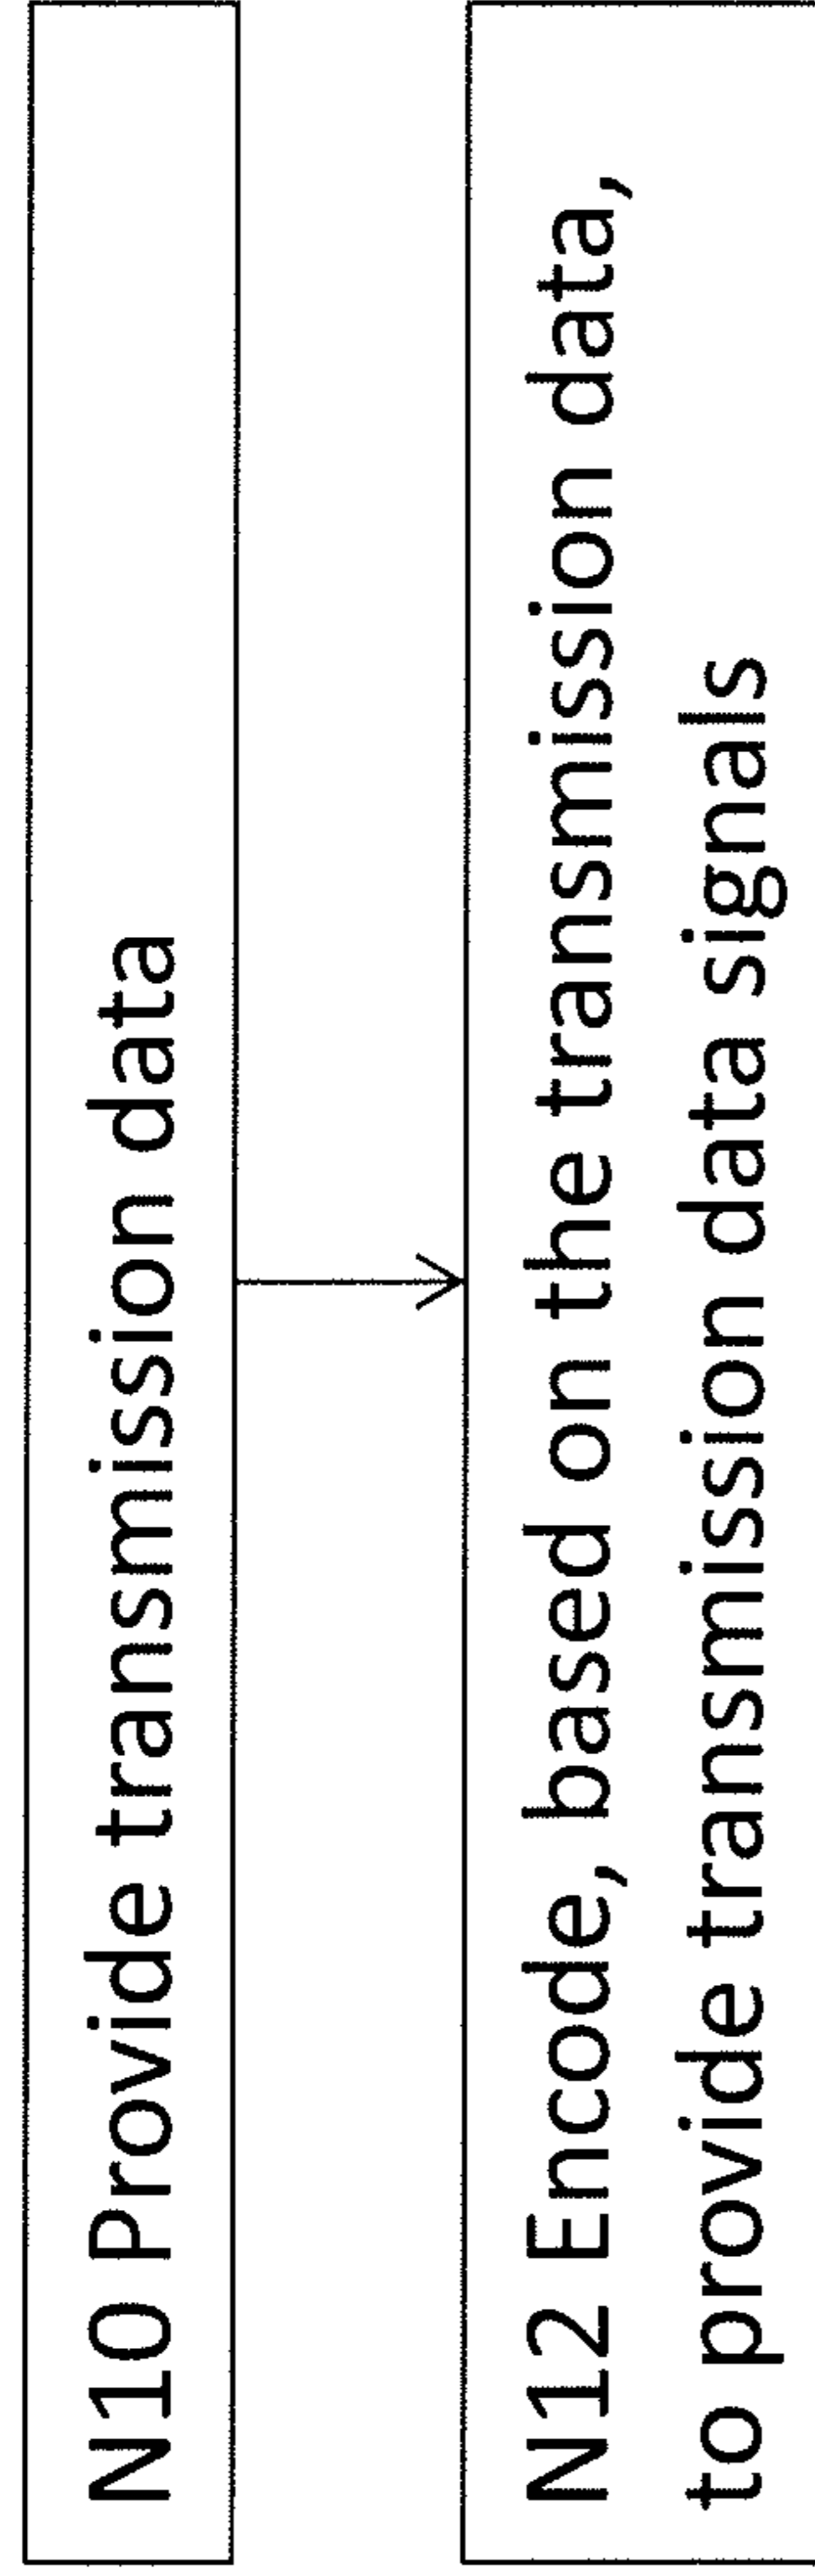 N10 Provide transmission data
N12 Encode, based on the transmission data,
to provide transmission data signals